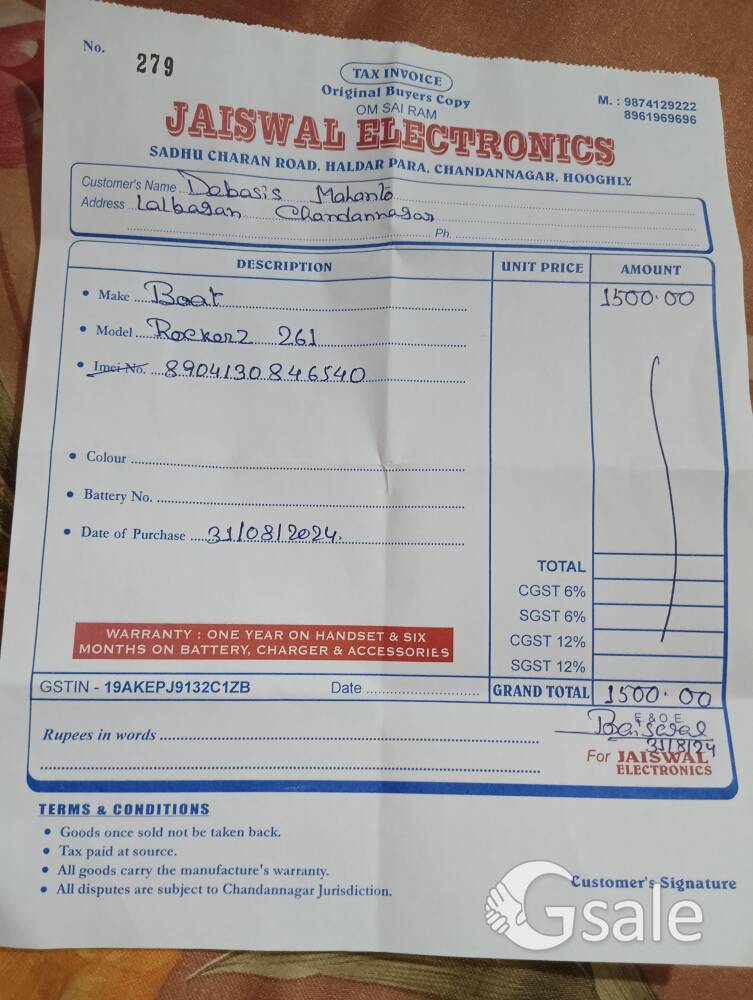 No. 279
TAX INVOICE
Original Buyers Copy
OM SAI RAM
M. : 9874129222
8961969696
JAISWAL ELECTRONICS
SADHU CHARAN ROAD, HALDAR PARA, CHANDANNAGAR, HOOGHLY
Customer's Name Debasis Mahanto
Address Lalbagan Chandannagar
Ph.
DESCRIPTION UNIT PRICE AMOUNT
• Make Boat 1500.00
• Model Rockerz 261
• Imei No. 8904130846540
• Colour
• Battery No.
• Date of Purchase 31/08/2024.
TOTAL
CGST 6%
SGST 6%
CGST 12%
SGST 12%
WARRANTY : ONE YEAR ON HANDSET & SIX
MONTHS ON BATTERY, CHARGER & ACCESSORIES
GSTIN - 19AKEPJ9132C1ZB Date GRAND TOTAL 1500.00
E. & O. E.
Rupees in words
31/8/24
For JAISWAL
ELECTRONICS
TERMS & CONDITIONS
• Goods once sold not be taken back.
• Tax paid at source.
• All goods carry the manufacture's warranty.
• All disputes are subject to Chandannagar Jurisdiction.
Customer's Signature
Gsale